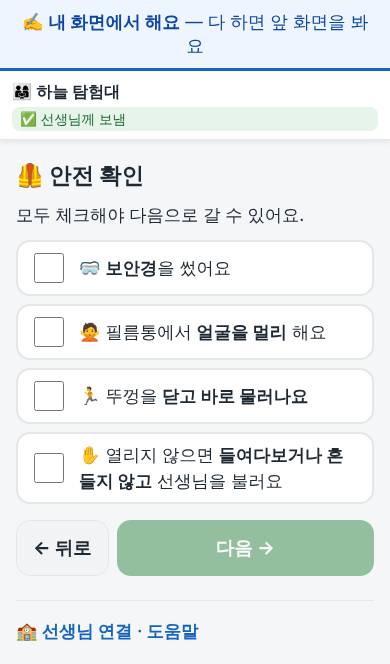 ✍️ 내 화면에서 해요 — 다 하면 앞 화면을 봐
요
👨‍👩‍👧 하늘 탐험대
✅ 선생님께 보냄
🦺 안전 확인
모두 체크해야 다음으로 갈 수 있어요.
🥽 보안경을 썼어요
🙅 필름통에서 얼굴을 멀리 해요
🏃 뚜껑을 닫고 바로 물러나요
✋ 열리지 않으면 들여다보거나 흔
들지 않고 선생님을 불러요
← 뒤로
다음 →
🏫 선생님 연결 · 도움말